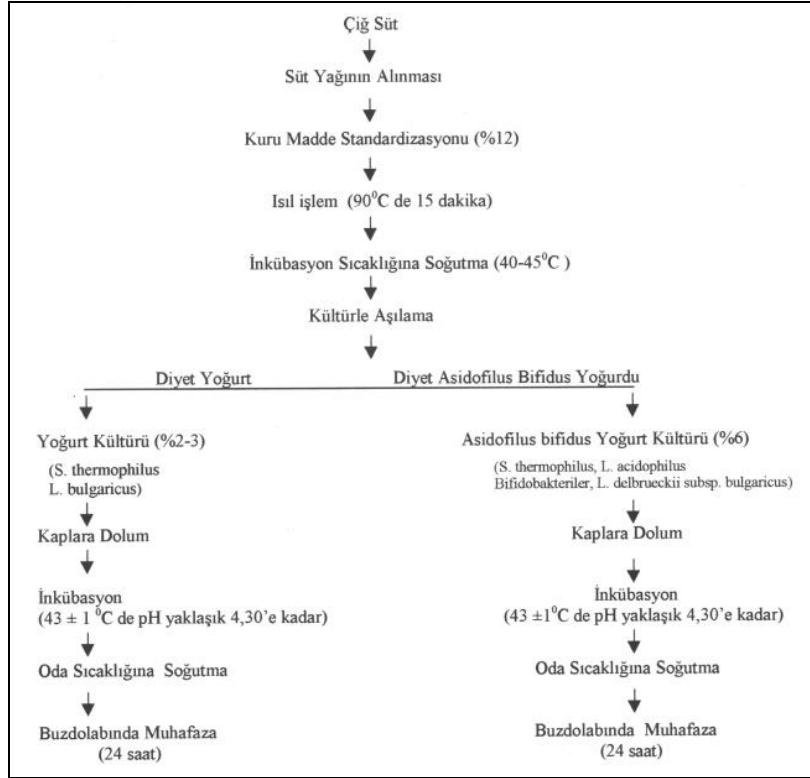 Çiğ Süt
Süt Yağının Alınması
Kuru Madde Standardizasyonu (%12)
Isıl işlem (90⁰C de 15 dakika)
İnkübasyon Sıcaklığına Soğutma (40-45⁰C )
Kültürle Aşılama
Diyet Yoğurt
Diyet Asidofilus Bifidus Yoğurdu
Yoğurt Kültürü (%2-3)
(S. thermophilus
L. bulgaricus)
Kaplara Dolum
İnkübasyon
(43 ± 1 ⁰C de pH yaklaşık 4,30’e kadar)
Oda Sıcaklığına Soğutma
Buzdolabında Muhafaza
(24 saat)
Asidofilus bifidus Yoğurt Kültürü (%6)
(S. thermophilus, L. acidophilus
Bifidobakteriler, L. delbrueckii subsp. bulgaricus)
Kaplara Dolum
İnkübasyon
(43 ±1⁰C de pH yaklaşık 4,30’e kadar)
Oda Sıcaklığına Soğutma
Buzdolabında Muhafaza
(24 saat)